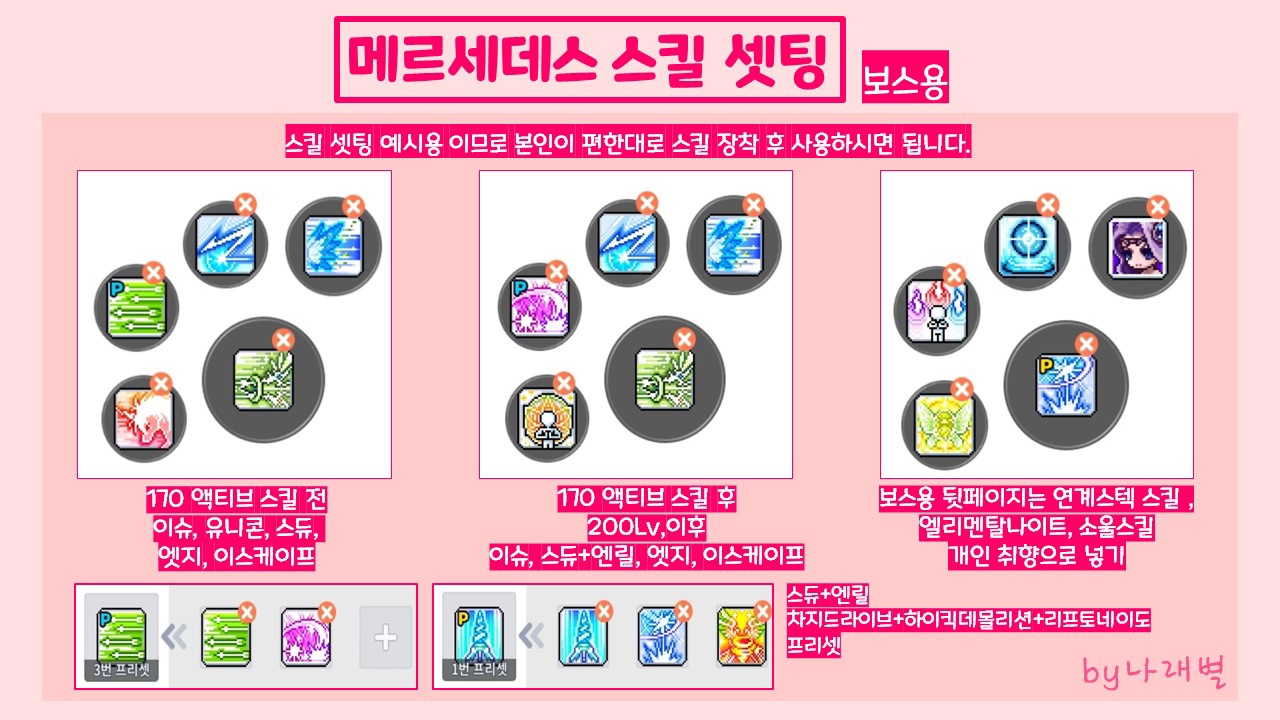 메르세데스 스킬 셋팅
보스용
스킬 셋팅 예시용 이므로 본인이 편한대로 스킬 장착 후 사용하시면 됩니다.
P
P
P
170 액티브 스킬 전
이슈, 유니콘, 스듀,
엣지, 이스케이프
170 액티브 스킬 후
200Lv,이후
이슈, 스듀+엔릴, 엣지, 이스케이프
보스용 뒷페이지는 연계스텍 스킬 ,
엘리멘탈나이트, 소울스킬
개인 취향으로 넣기
P
3번 프리셋
P
1번 프리셋
스듀+엔릴
차지드라이브+하이킥데몰리션+리프토네이도
프리셋
by나래별